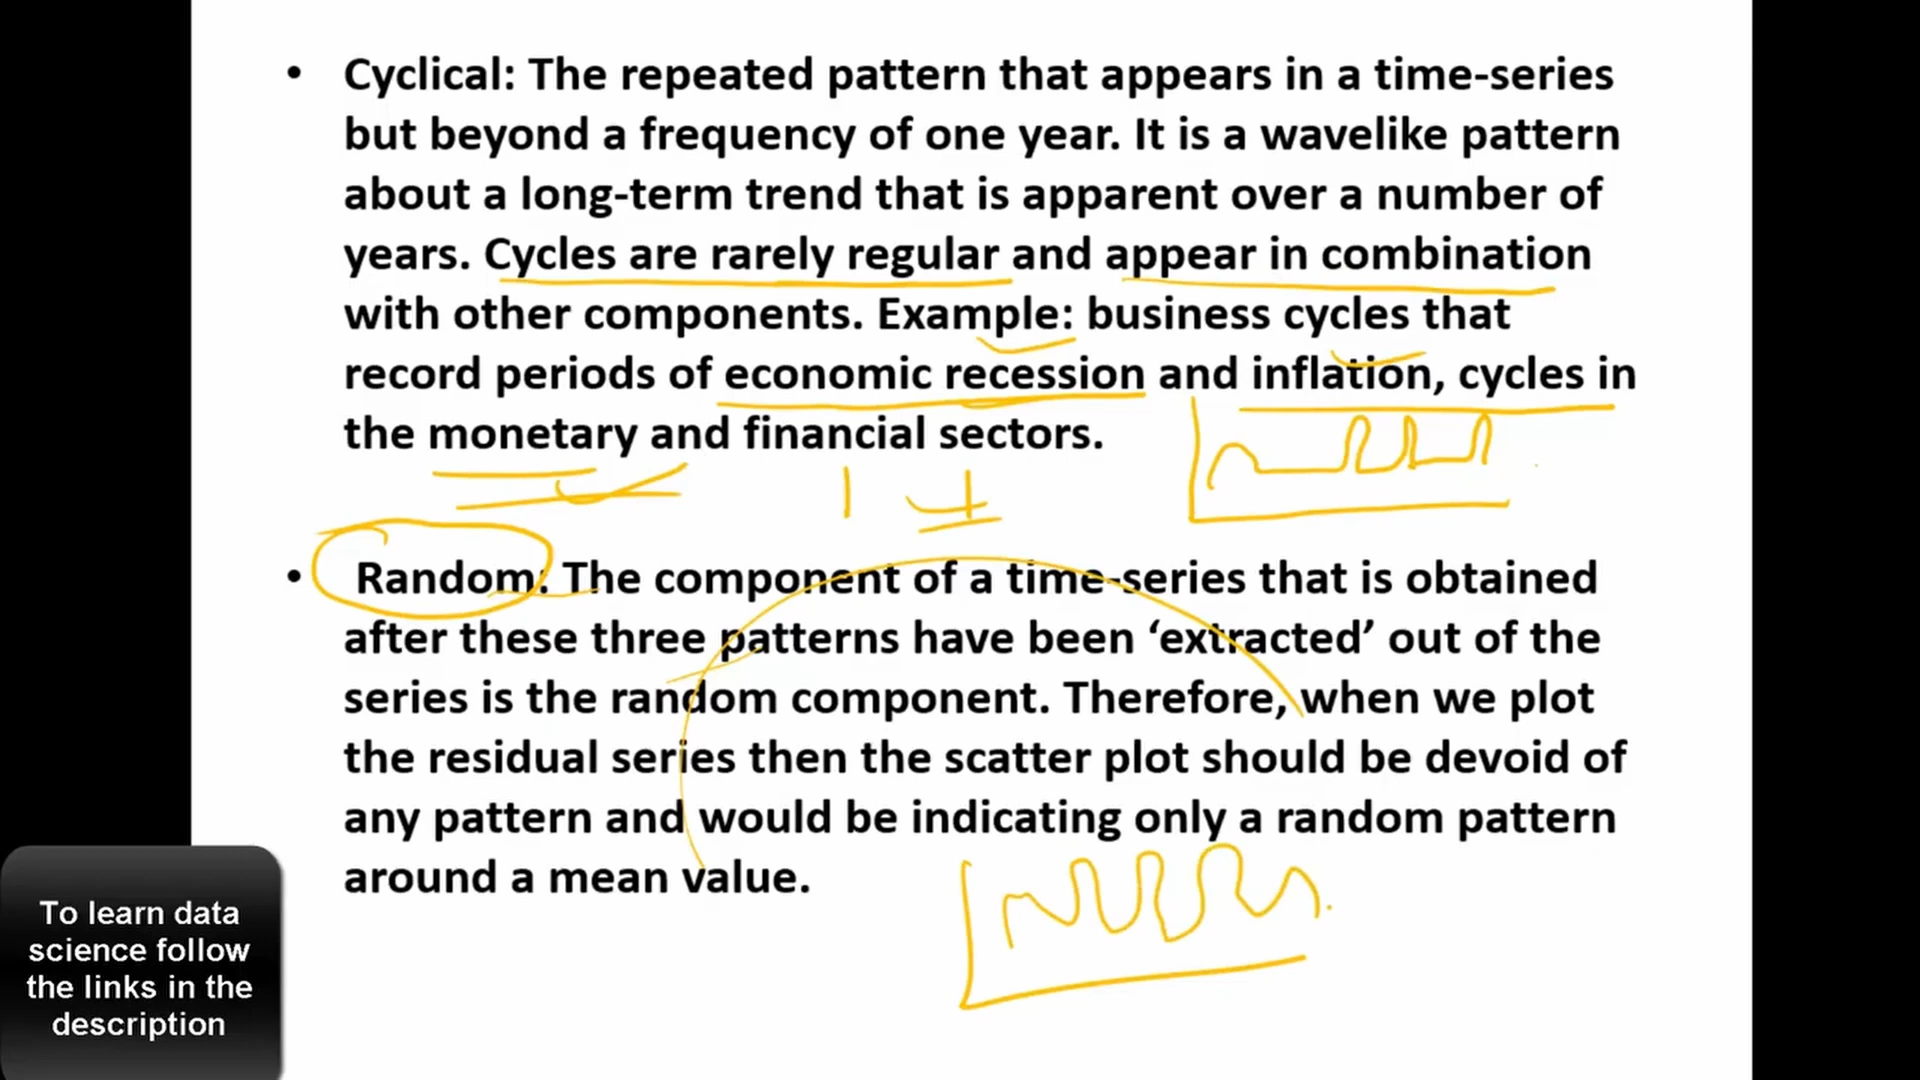 • Cyclical: The repeated pattern that appears in a time-series
but beyond a frequency of one year. It is a wavelike pattern
about a long-term trend that is apparent over a number of
years. Cycles are rarely regular and appear in combination
with other components. Example: business cycles that
record periods of economic recession and inflation, cycles in
the monetary and financial sectors.
• Random: The component of a time-series that is obtained
after these three patterns have been ‘extracted’ out of the
series is the random component. Therefore, when we plot
the residual series then the scatter plot should be devoid of
any pattern and would be indicating only a random pattern
around a mean value.
To learn data
science follow
the links in the
description